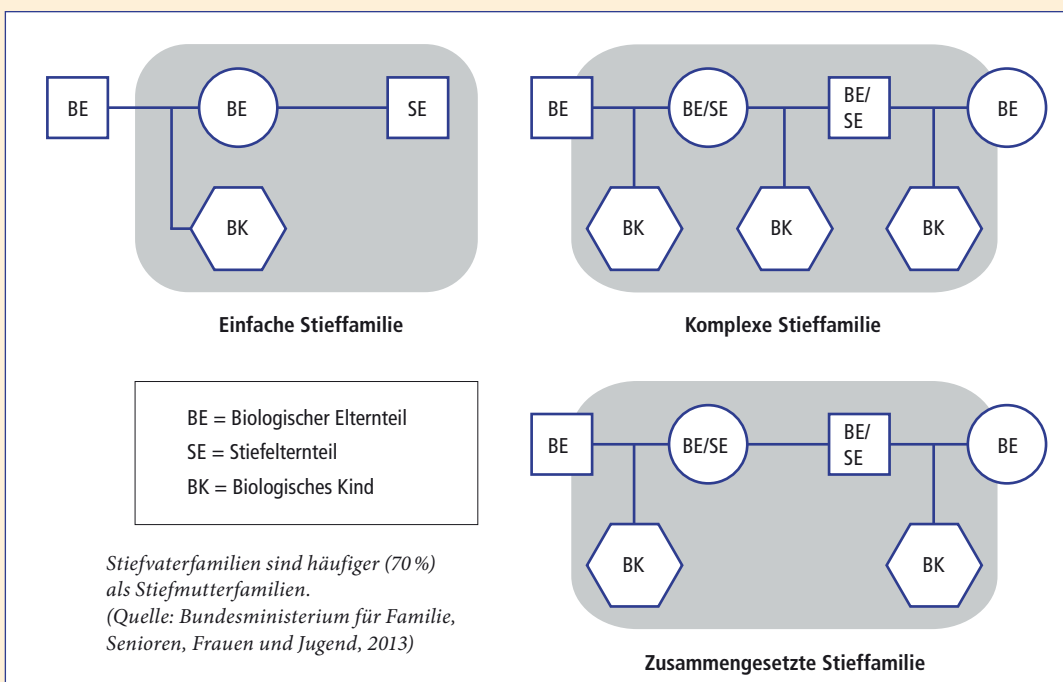 BE
BE
SE
BK
Einfache Stieffamilie
BE
BE/SE
BE/
SE
BE
BK
BK
BK
Komplexe Stieffamilie
BE = Biologischer Elternteil
SE = Stiefelternteil
BK = Biologisches Kind
Stiefvaterfamilien sind häufiger (70 %)
als Stiefmutterfamilien.
(Quelle: Bundesministerium für Familie,
Senioren, Frauen und Jugend, 2013)
BE
BE/SE
BE/
SE
BE
BK
BK
Zusammengesetzte Stieffamilie